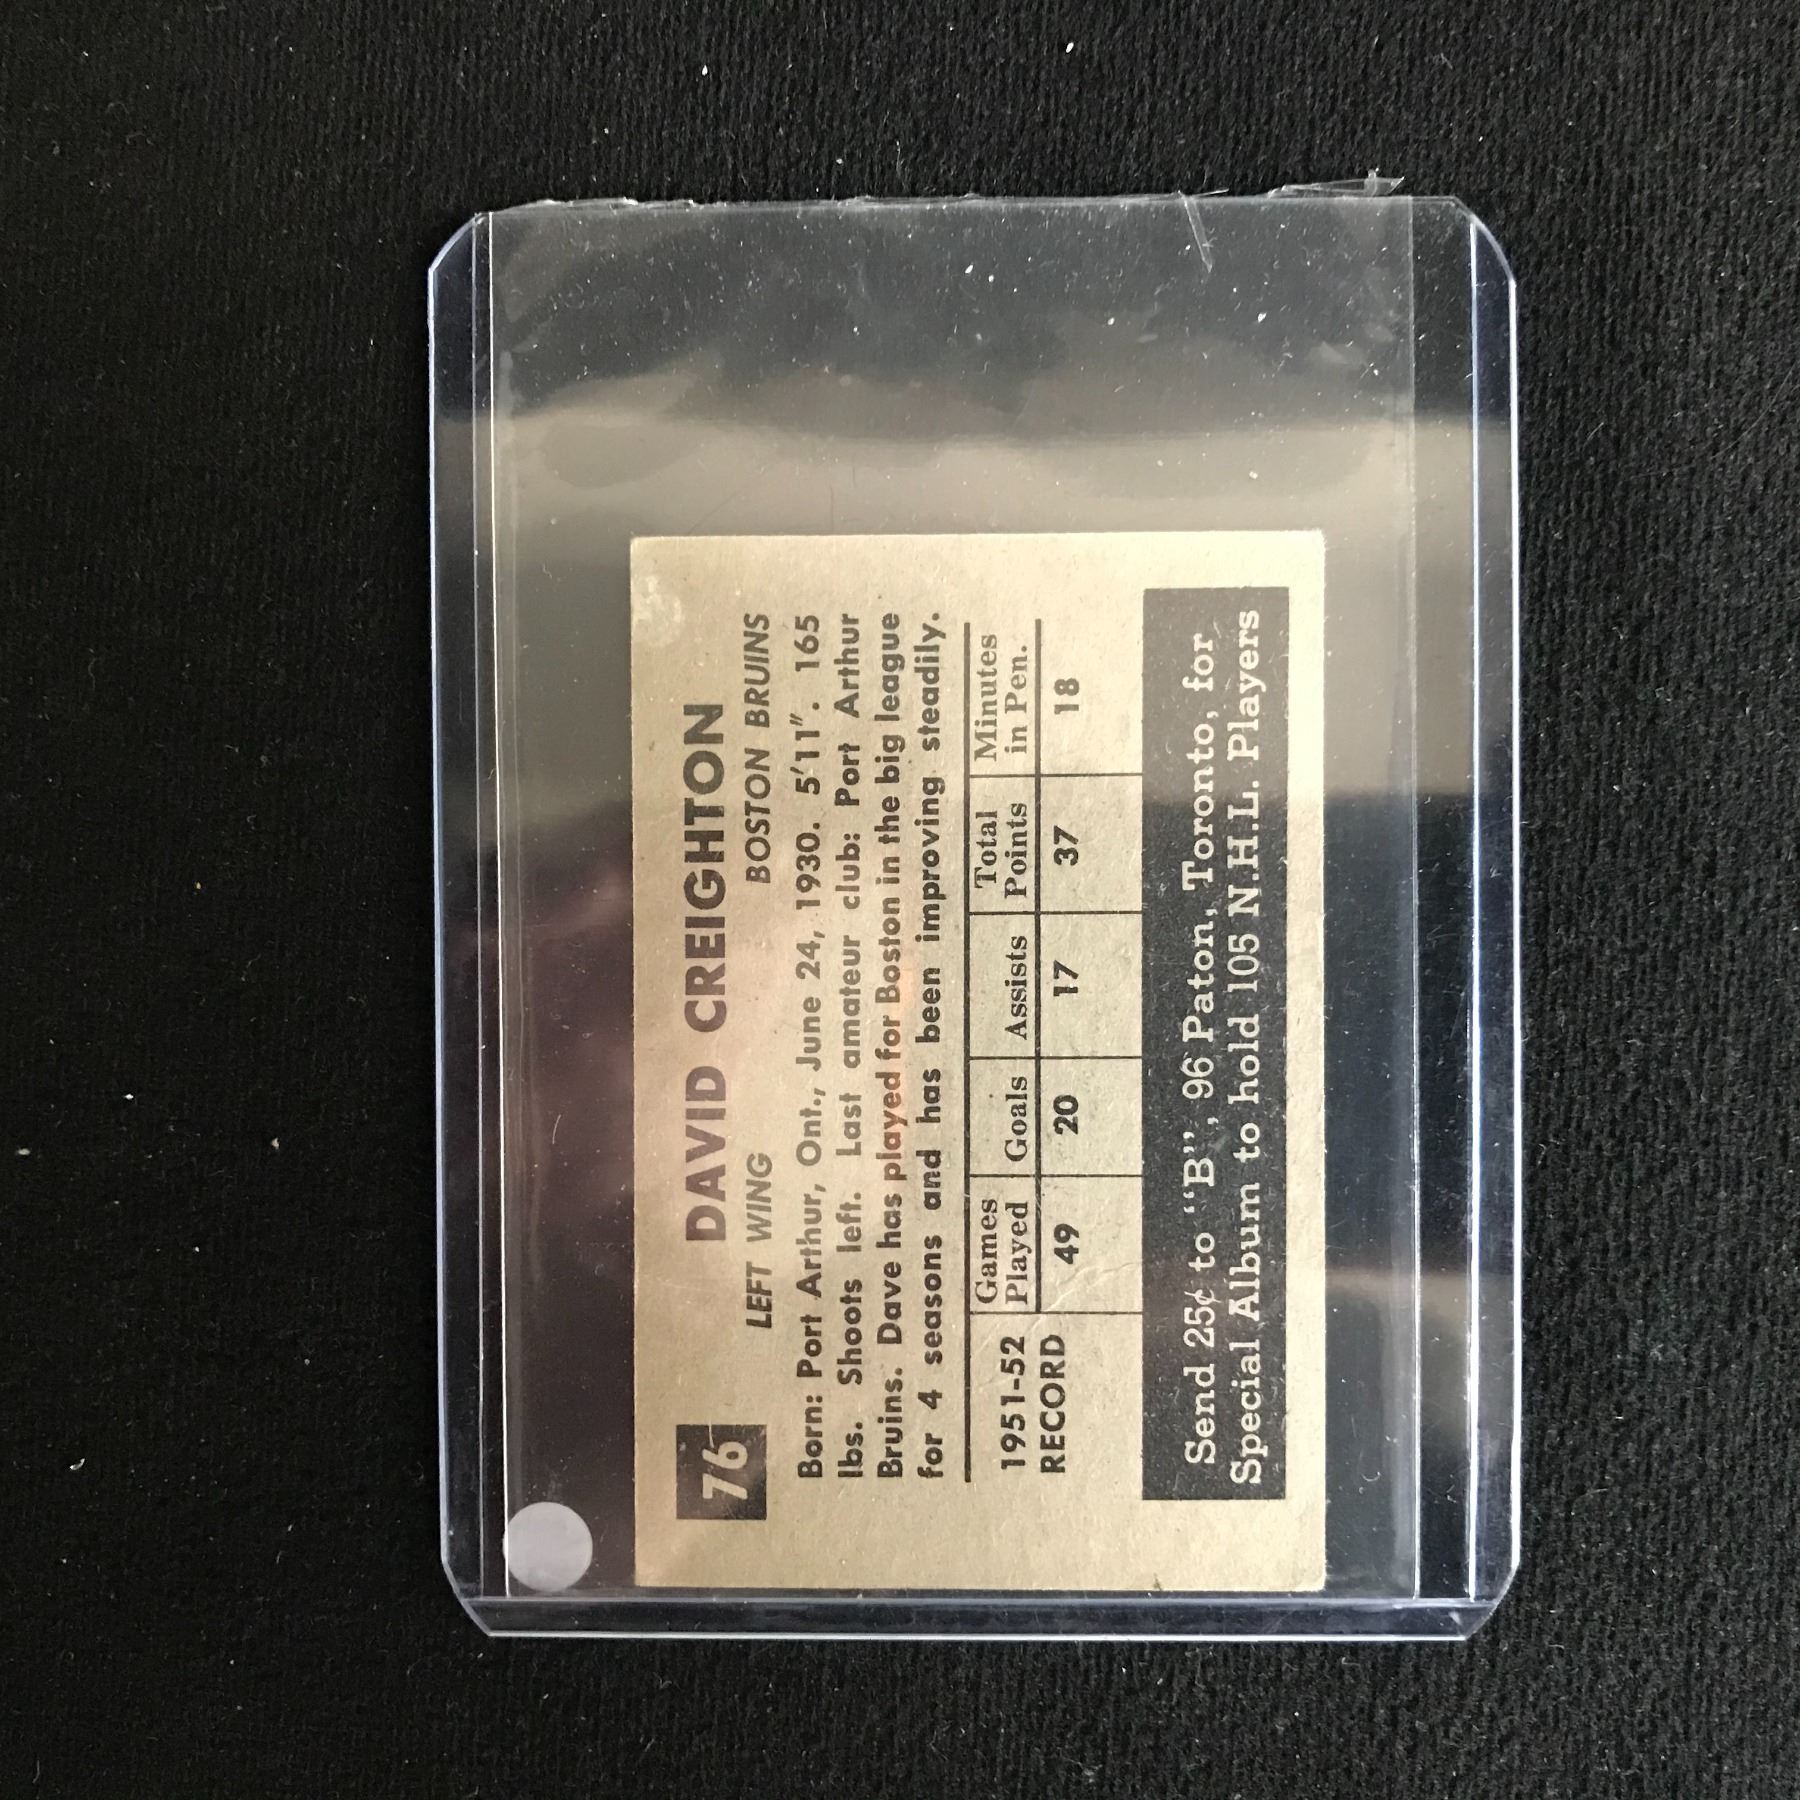 76
DAVID CREIGHTON
LEFT WING BOSTON BRUINS
Born: Port Arthur, Ont., June 24, 1930. 5'11". 165
lbs. Shoots left. Last amateur club: Port Arthur
Bruins. Dave has played for Boston in the big league
for 4 seasons and has been improving steadily.
1951-52 RECORD
Games Played Goals Assists Total Points Minutes in Pen.
49 20 17 37 18
Send 25¢ to "B", 96 Paton, Toronto, for
Special Album to hold 105 N.H.L. Players